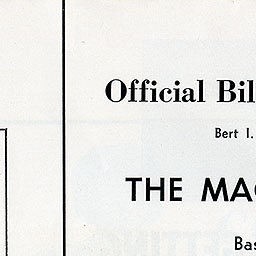 Official Bil
Bert I.
THE MAG
Bas